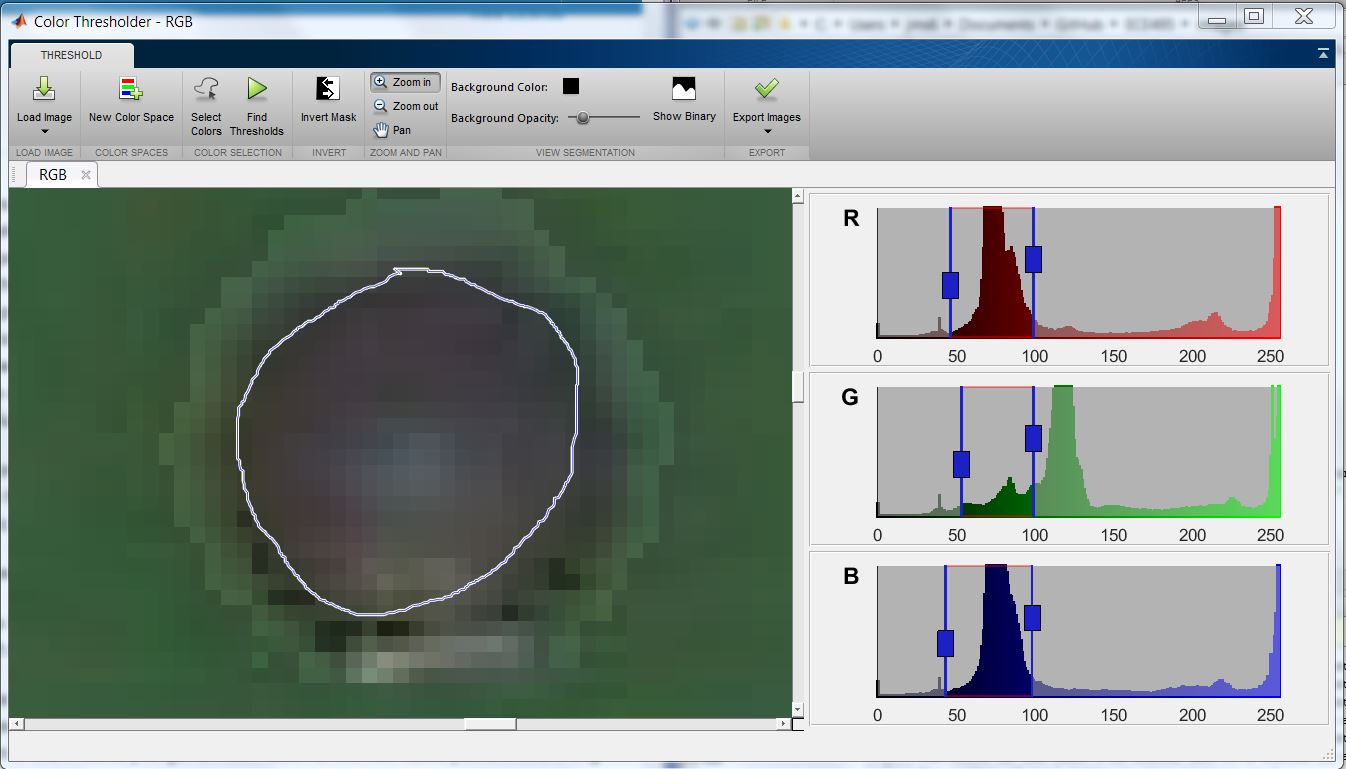 Color Thresholder - RGB
THRESHOLD
Load Image
New Color Space
Select Colors
Find Thresholds
Invert Mask
Zoom in
Zoom out
Pan
Background Color:
Background Opacity:
Show Binary
Export Images
LOAD IMAGE
COLOR SPACES
COLOR SELECTION
INVERT
ZOOM AND PAN
VIEW SEGMENTATION
EXPORT
RGB
R
0 50 100 150 200 250
G
0 50 100 150 200 250
B
0 50 100 150 200 250